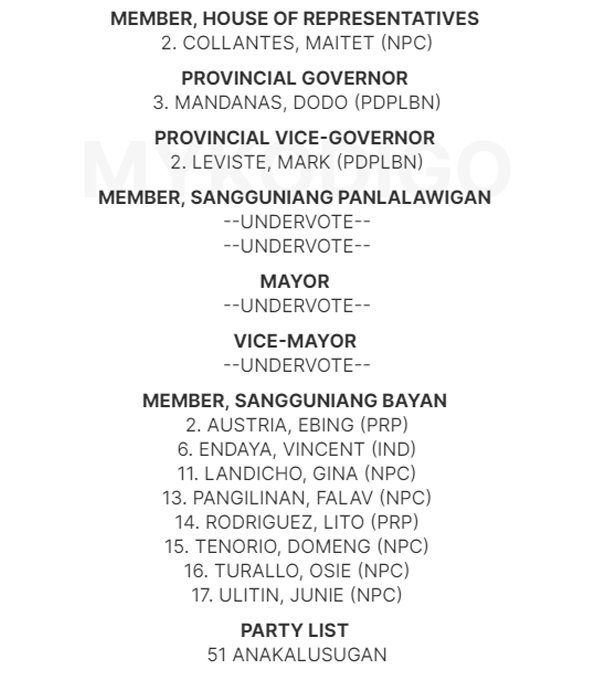 MEMBER, HOUSE OF REPRESENTATIVES
2. COLLANTES, MAITET (NPC)
PROVINCIAL GOVERNOR
3. MANDANAS, DODO (PDPLBN)
PROVINCIAL VICE-GOVERNOR
MYKODIGO
2. LEVISTE, MARK (PDPLBN)
MEMBER, SANGGUNIANG PANLALAWIGAN
--UNDERVOTE--
--UNDERVOTE--
MAYOR
--UNDERVOTE--
VICE-MAYOR
--UNDERVOTE--
MEMBER, SANGGUNIANG BAYAN
2. AUSTRIA, EBING (PRP)
6. ENDAYA, VINCENT (IND)
11. LANDICHO, GINA (NPC)
13. PANGILINAN, FALAV (NPC)
14. RODRIGUEZ, LITO (PRP)
15. TENORIO, DOMENG (NPC)
16. TURALLO, OSIE (NPC)
17. ULITIN, JUNIE (NPC)
PARTY LIST
51 ANAKALUSUGAN